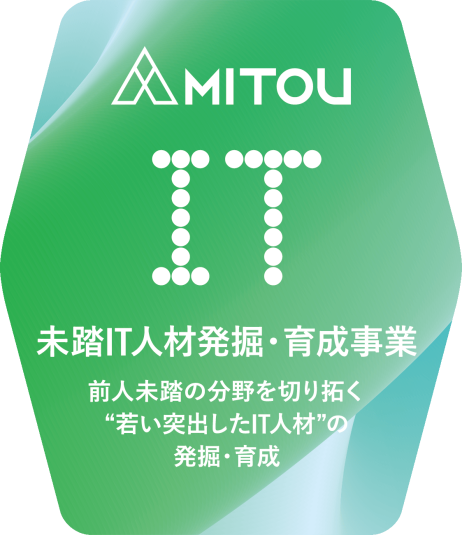 MITOU
IT
未踏IT人材発掘・育成事業
前人未踏の分野を切り拓く
“若い突出したIT人材”の
発掘・育成